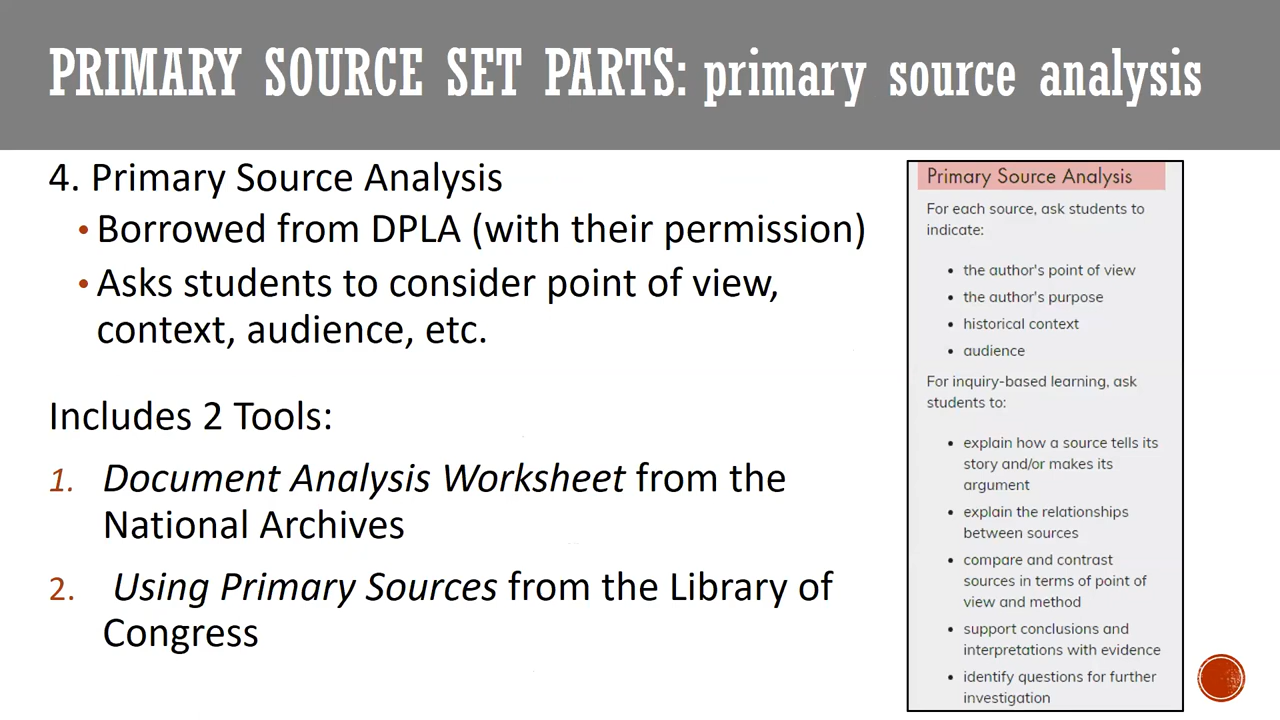 PRIMARY SOURCE SET PARTS: primary source analysis
4. Primary Source Analysis
• Borrowed from DPLA (with their permission)
• Asks students to consider point of view,
context, audience, etc.
Includes 2 Tools:
1. Document Analysis Worksheet from the
National Archives
2. Using Primary Sources from the Library of
Congress
Primary Source Analysis
For each source, ask students to
indicate:
• the author's point of view
• the author's purpose
• historical context
• audience
For inquiry-based learning, ask
students to:
• explain how a source tells its
story and/or makes its
argument
• explain the relationships
between sources
• compare and contrast
sources in terms of point of
view and method
• support conclusions and
interpretations with evidence
• identify questions for further
investigation